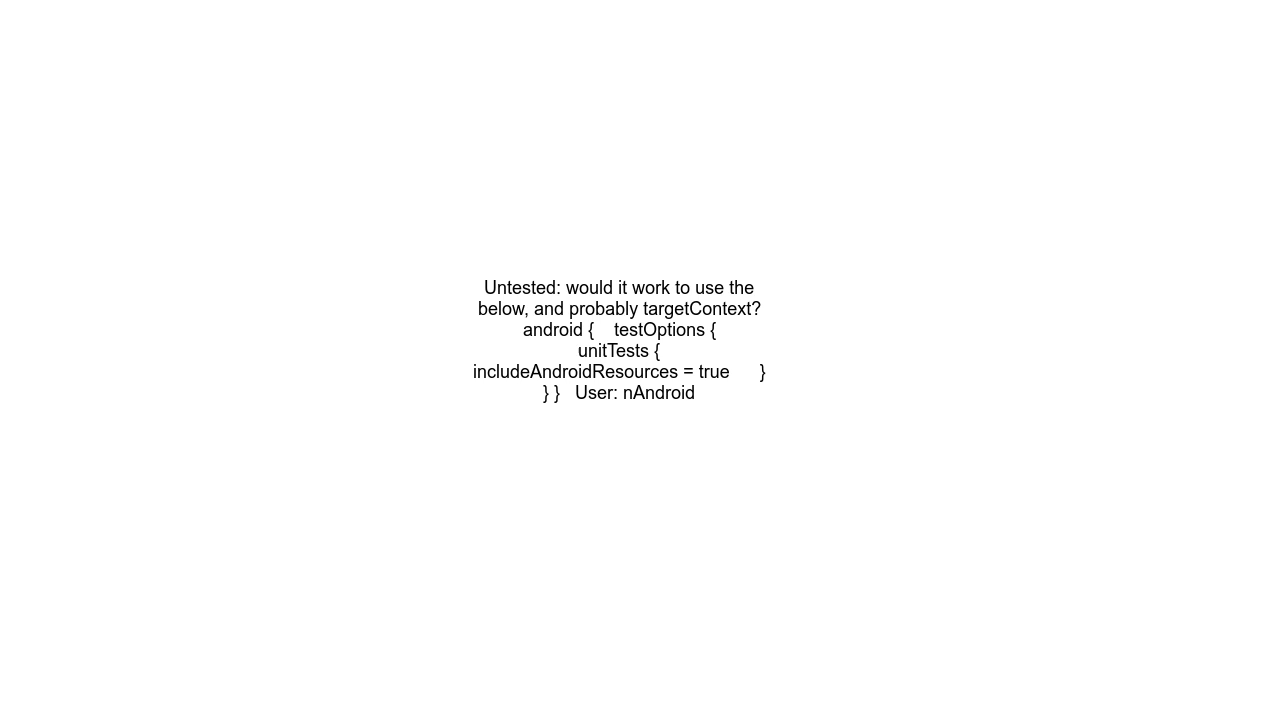 Untested: would it work to use the
below, and probably targetContext?
android {    testOptions {
unitTests {
includeAndroidResources = true      }
} }   User: nAndroid